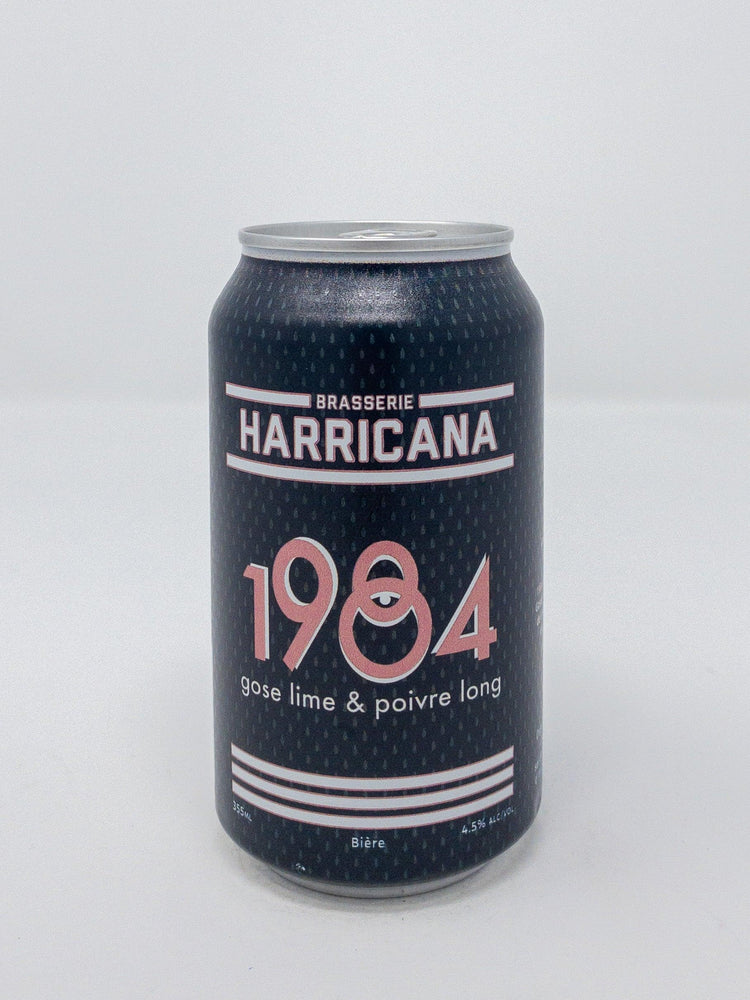 BRASSERIE
HARRICANA
1984
gose lime & poivre long
355ML
4.5% ALC/VOL.
Bière